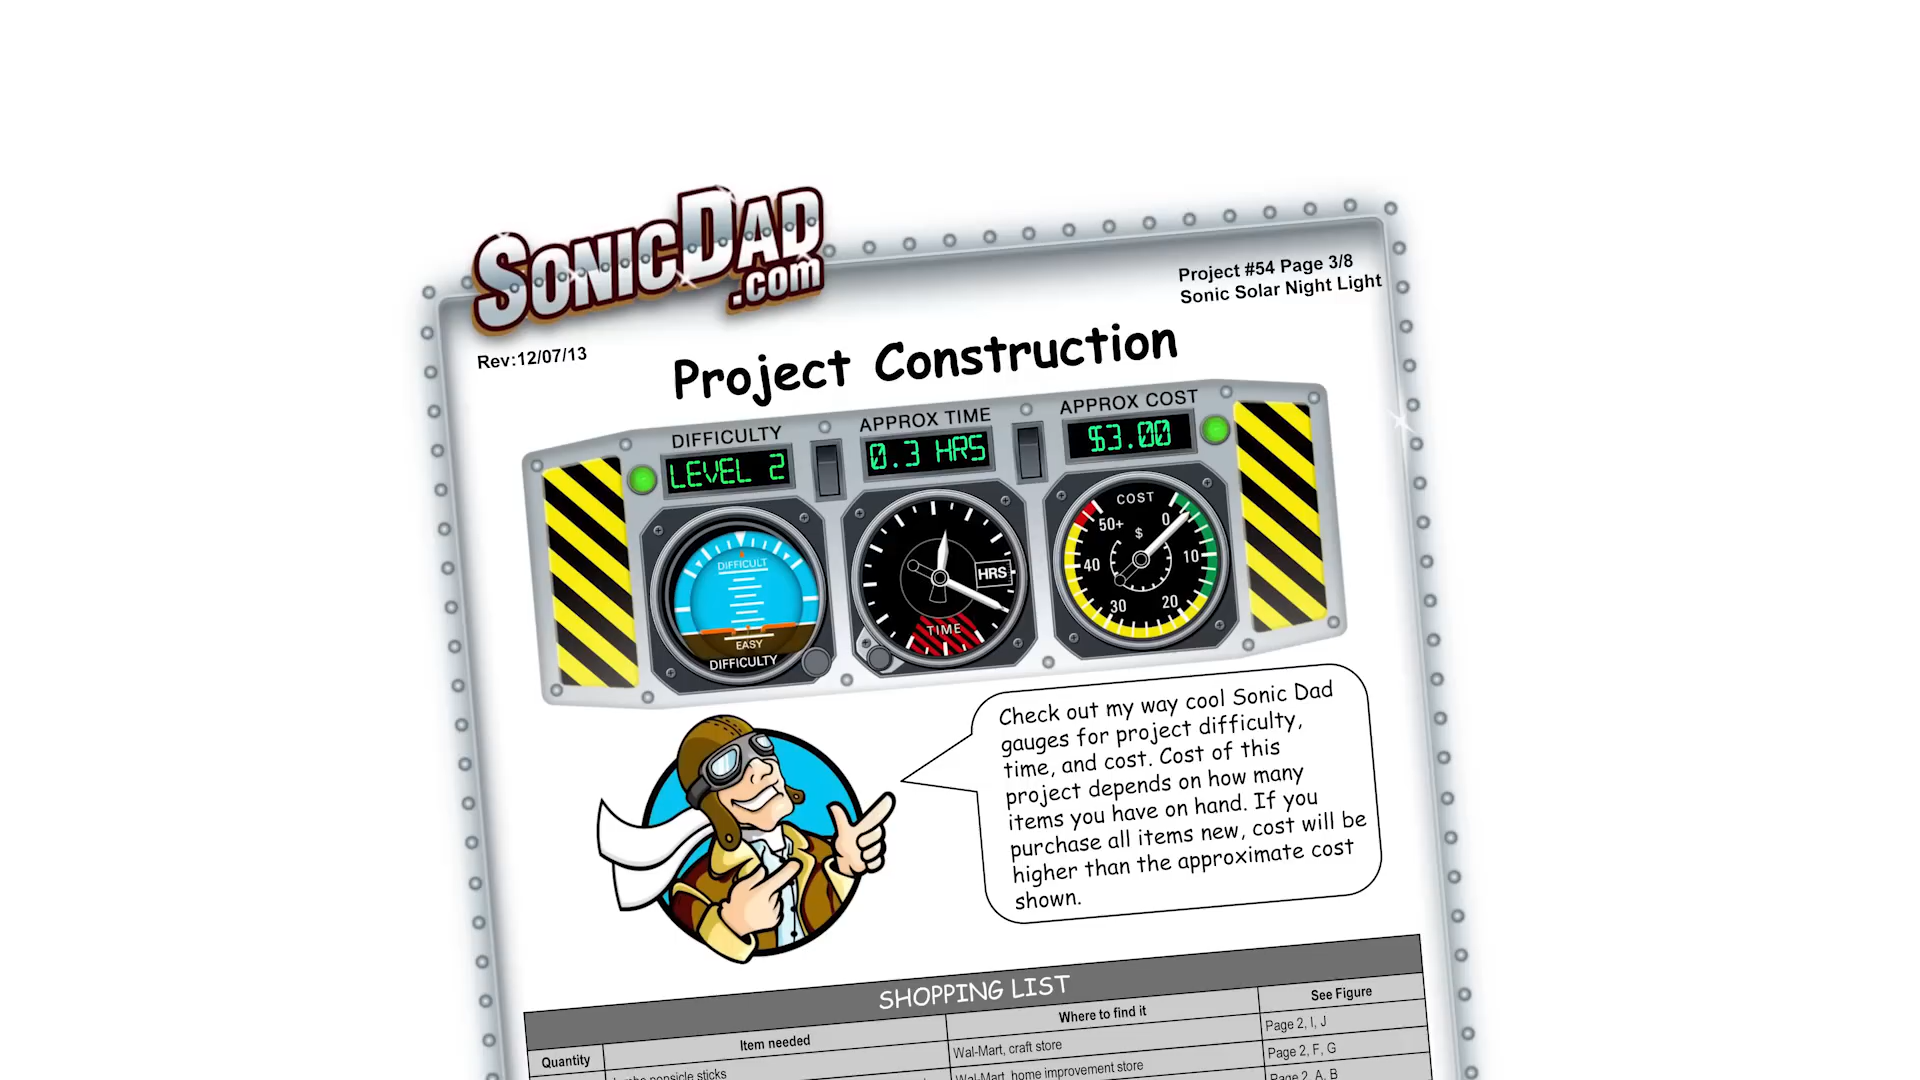 SONICDAD
.com
Project #54 Page 3/8
Sonic Solar Night Light
Rev:12/07/13
Project Construction
DIFFICULTY
APPROX TIME
APPROX COST
LEVEL 2
0.3 HRS
$3.00
DIFFICULT
EASY
DIFFICULTY
HRS
TIME
COST
$
0
10
20
30
40
50+
Check out my way cool Sonic Dad
gauges for project difficulty,
time, and cost. Cost of this
project depends on how many
items you have on hand. If you
purchase all items new, cost will be
higher than the approximate cost
shown.
SHOPPING LIST
Quantity Item needed Where to find it See Figure
popsicle sticks Wal-Mart, craft store Page 2, I, J
Wal-Mart, home improvement store Page 2, F, G
Page 2, A, B